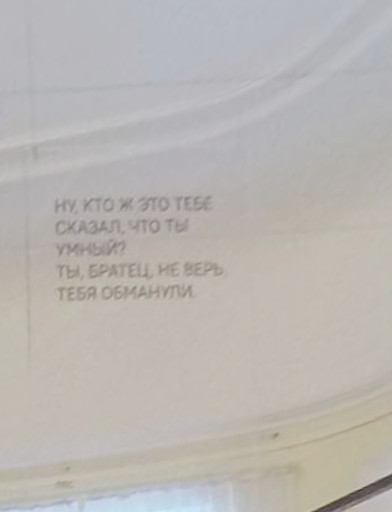 НУ, КТО Ж ЭТО ТЕБЕ
СКАЗАЛ, ЧТО ТЫ
УМНЫЙ?
ТЫ, БРАТЕЦ, НЕ ВЕРЬ,
ТЕБЯ ОБМАНУЛИ.